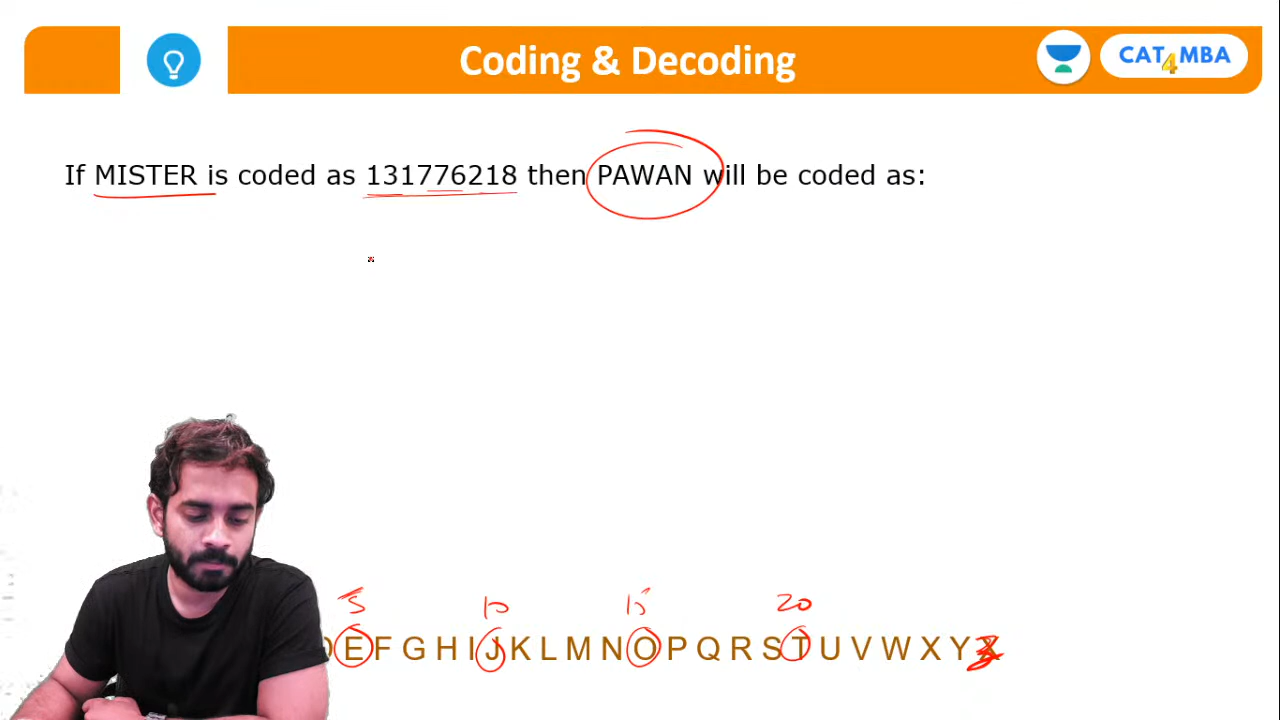 Coding & Decoding
CAT4MBA
If MISTER is coded as 131776218 then PAWAN will be coded as:
5 10 15 20
E F G H I J K L M N O P Q R S T U V W X Y